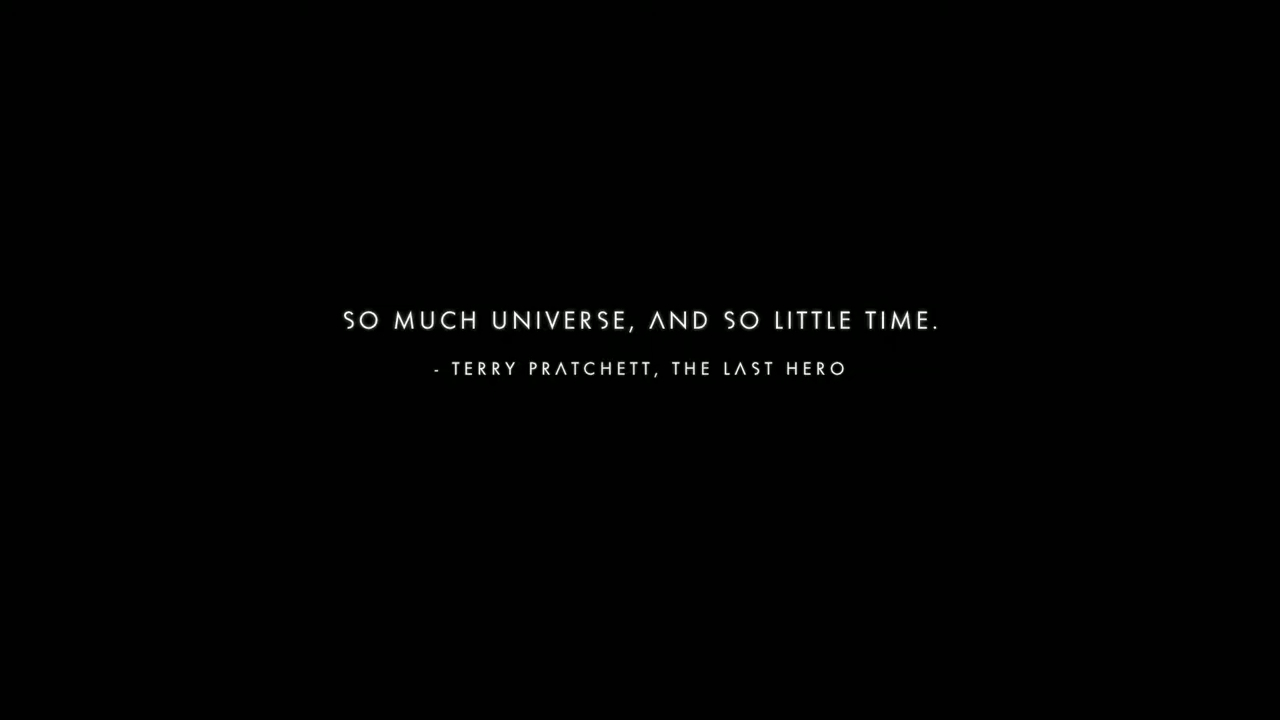 SO MUCH UNIVERSE, AND SO LITTLE TIME.
- TERRY PRATCHETT, THE LAST HERO